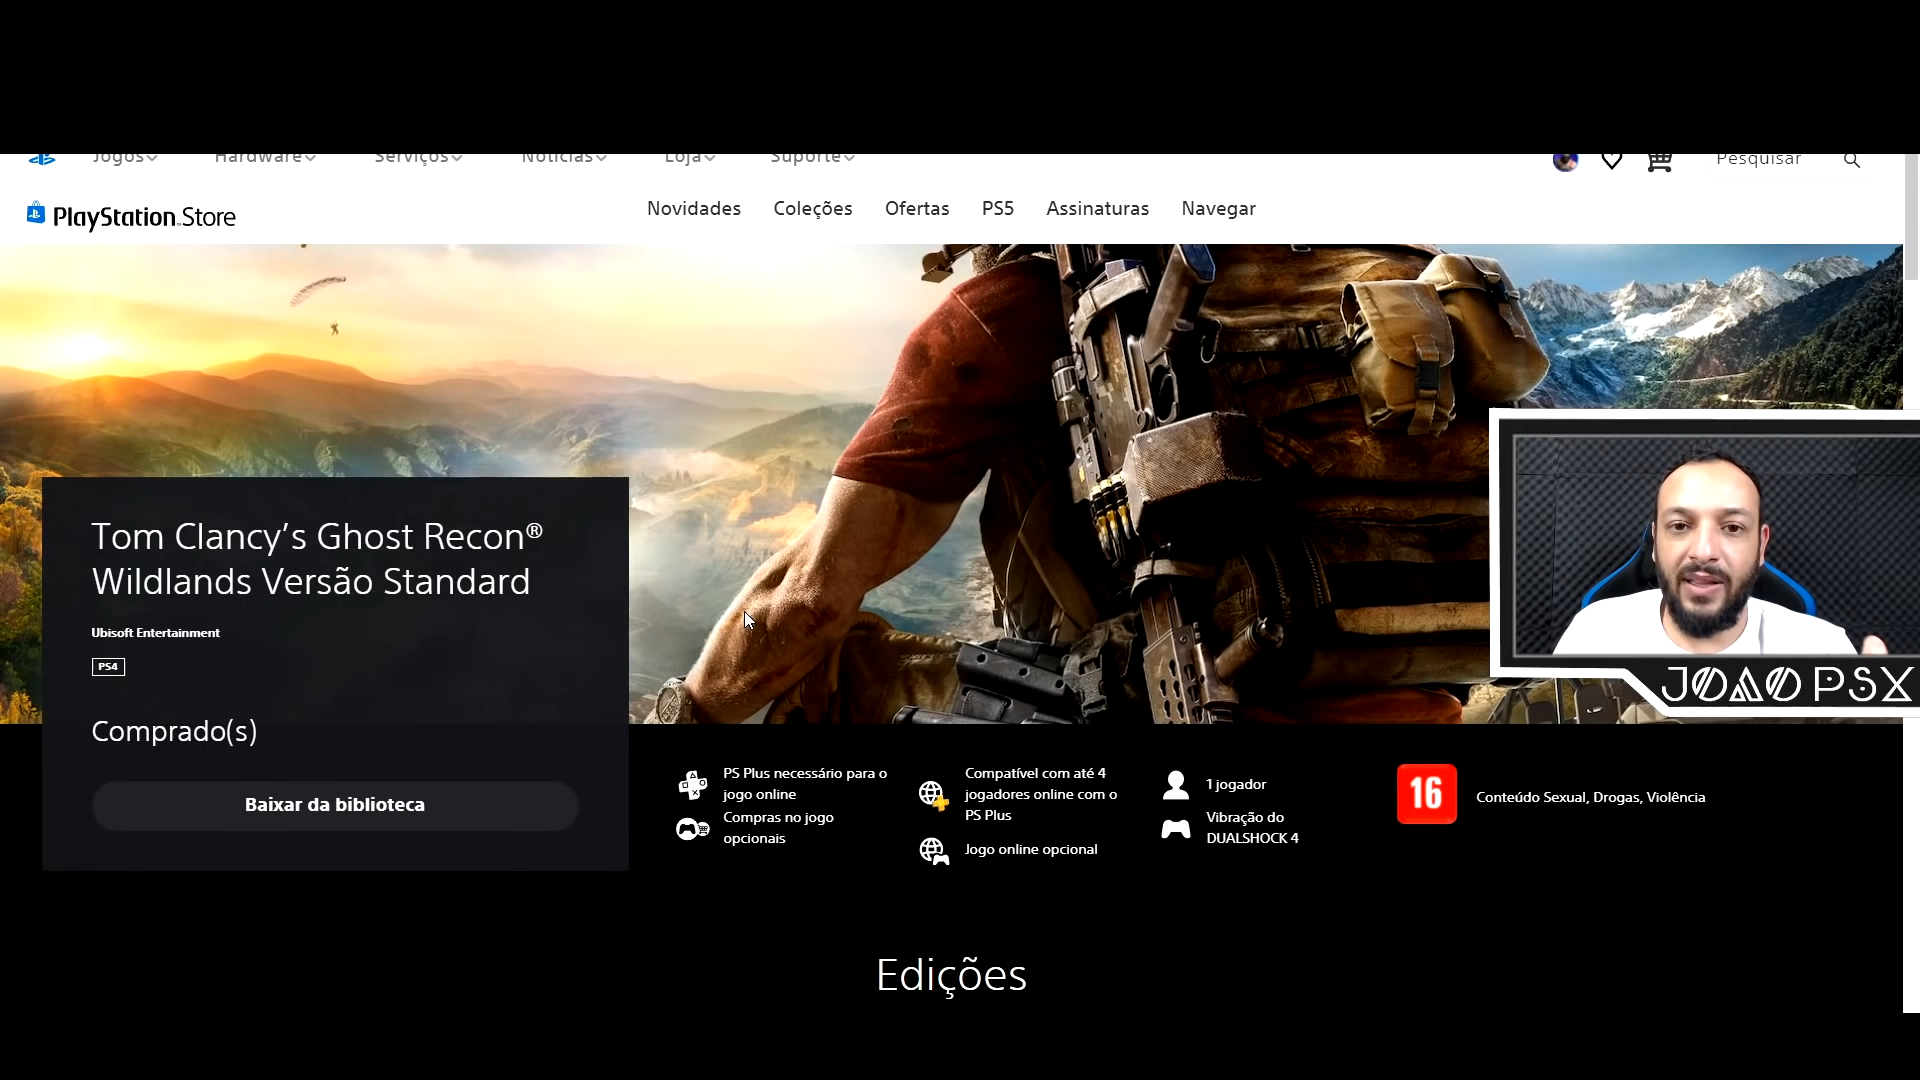 Jogos
Hardware
Serviços
Notícias
Loja
Suporte
Pesquisar
PlayStation.Store
Novidades
Coleções
Ofertas
PS5
Assinaturas
Navegar
Tom Clancy’s Ghost Recon®
Wildlands Versão Standard
Ubisoft Entertainment
PS4
Comprado(s)
Baixar da biblioteca
PS Plus necessário para o
jogo online
Compras no jogo
opcionais
Compatível com até 4
jogadores online com o
PS Plus
Jogo online opcional
1 jogador
Vibração do
DUALSHOCK 4
16
Conteúdo Sexual, Drogas, Violência
JOAO PSX
Edições